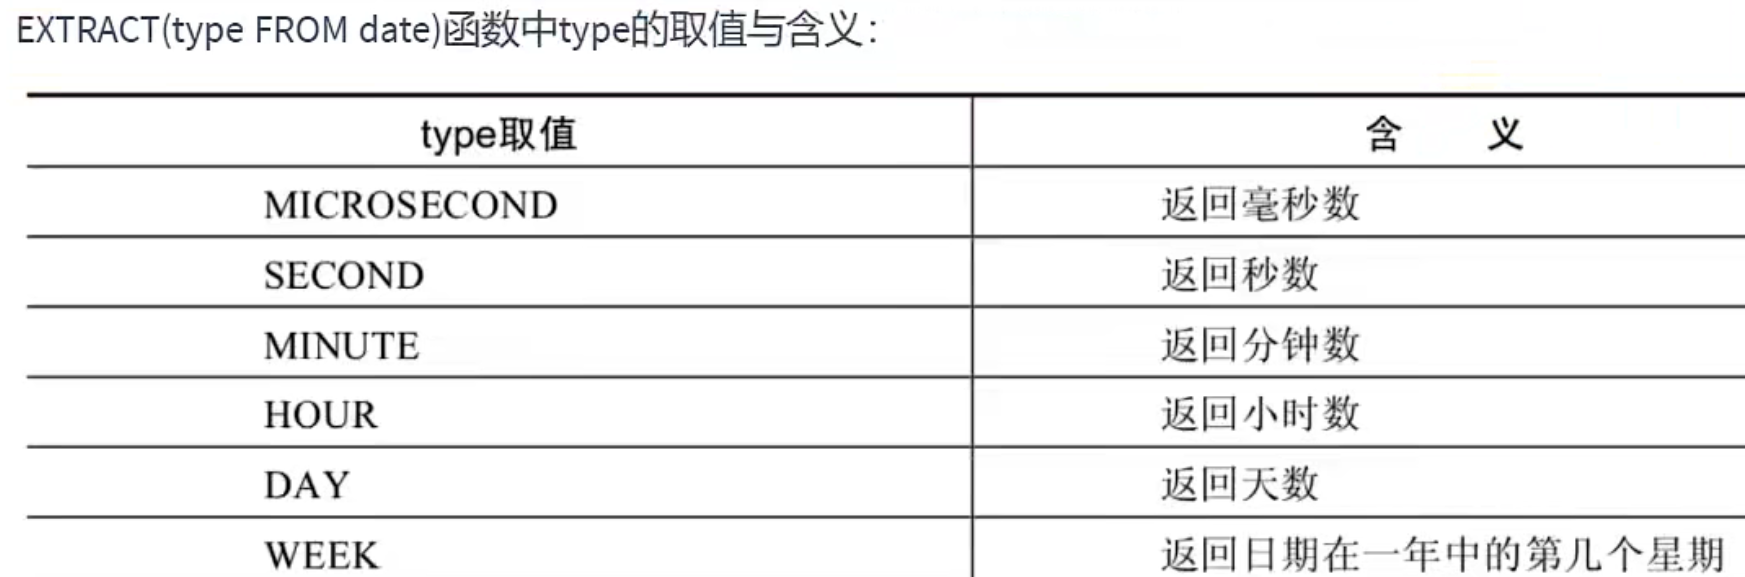 EXTRACT(type FROM date)函数中type的取值与含义：
type取值 含 义
MICROSECOND 返回毫秒数
SECOND 返回秒数
MINUTE 返回分钟数
HOUR 返回小时数
DAY 返回天数
WEEK 返回日期在一年中的第几个星期